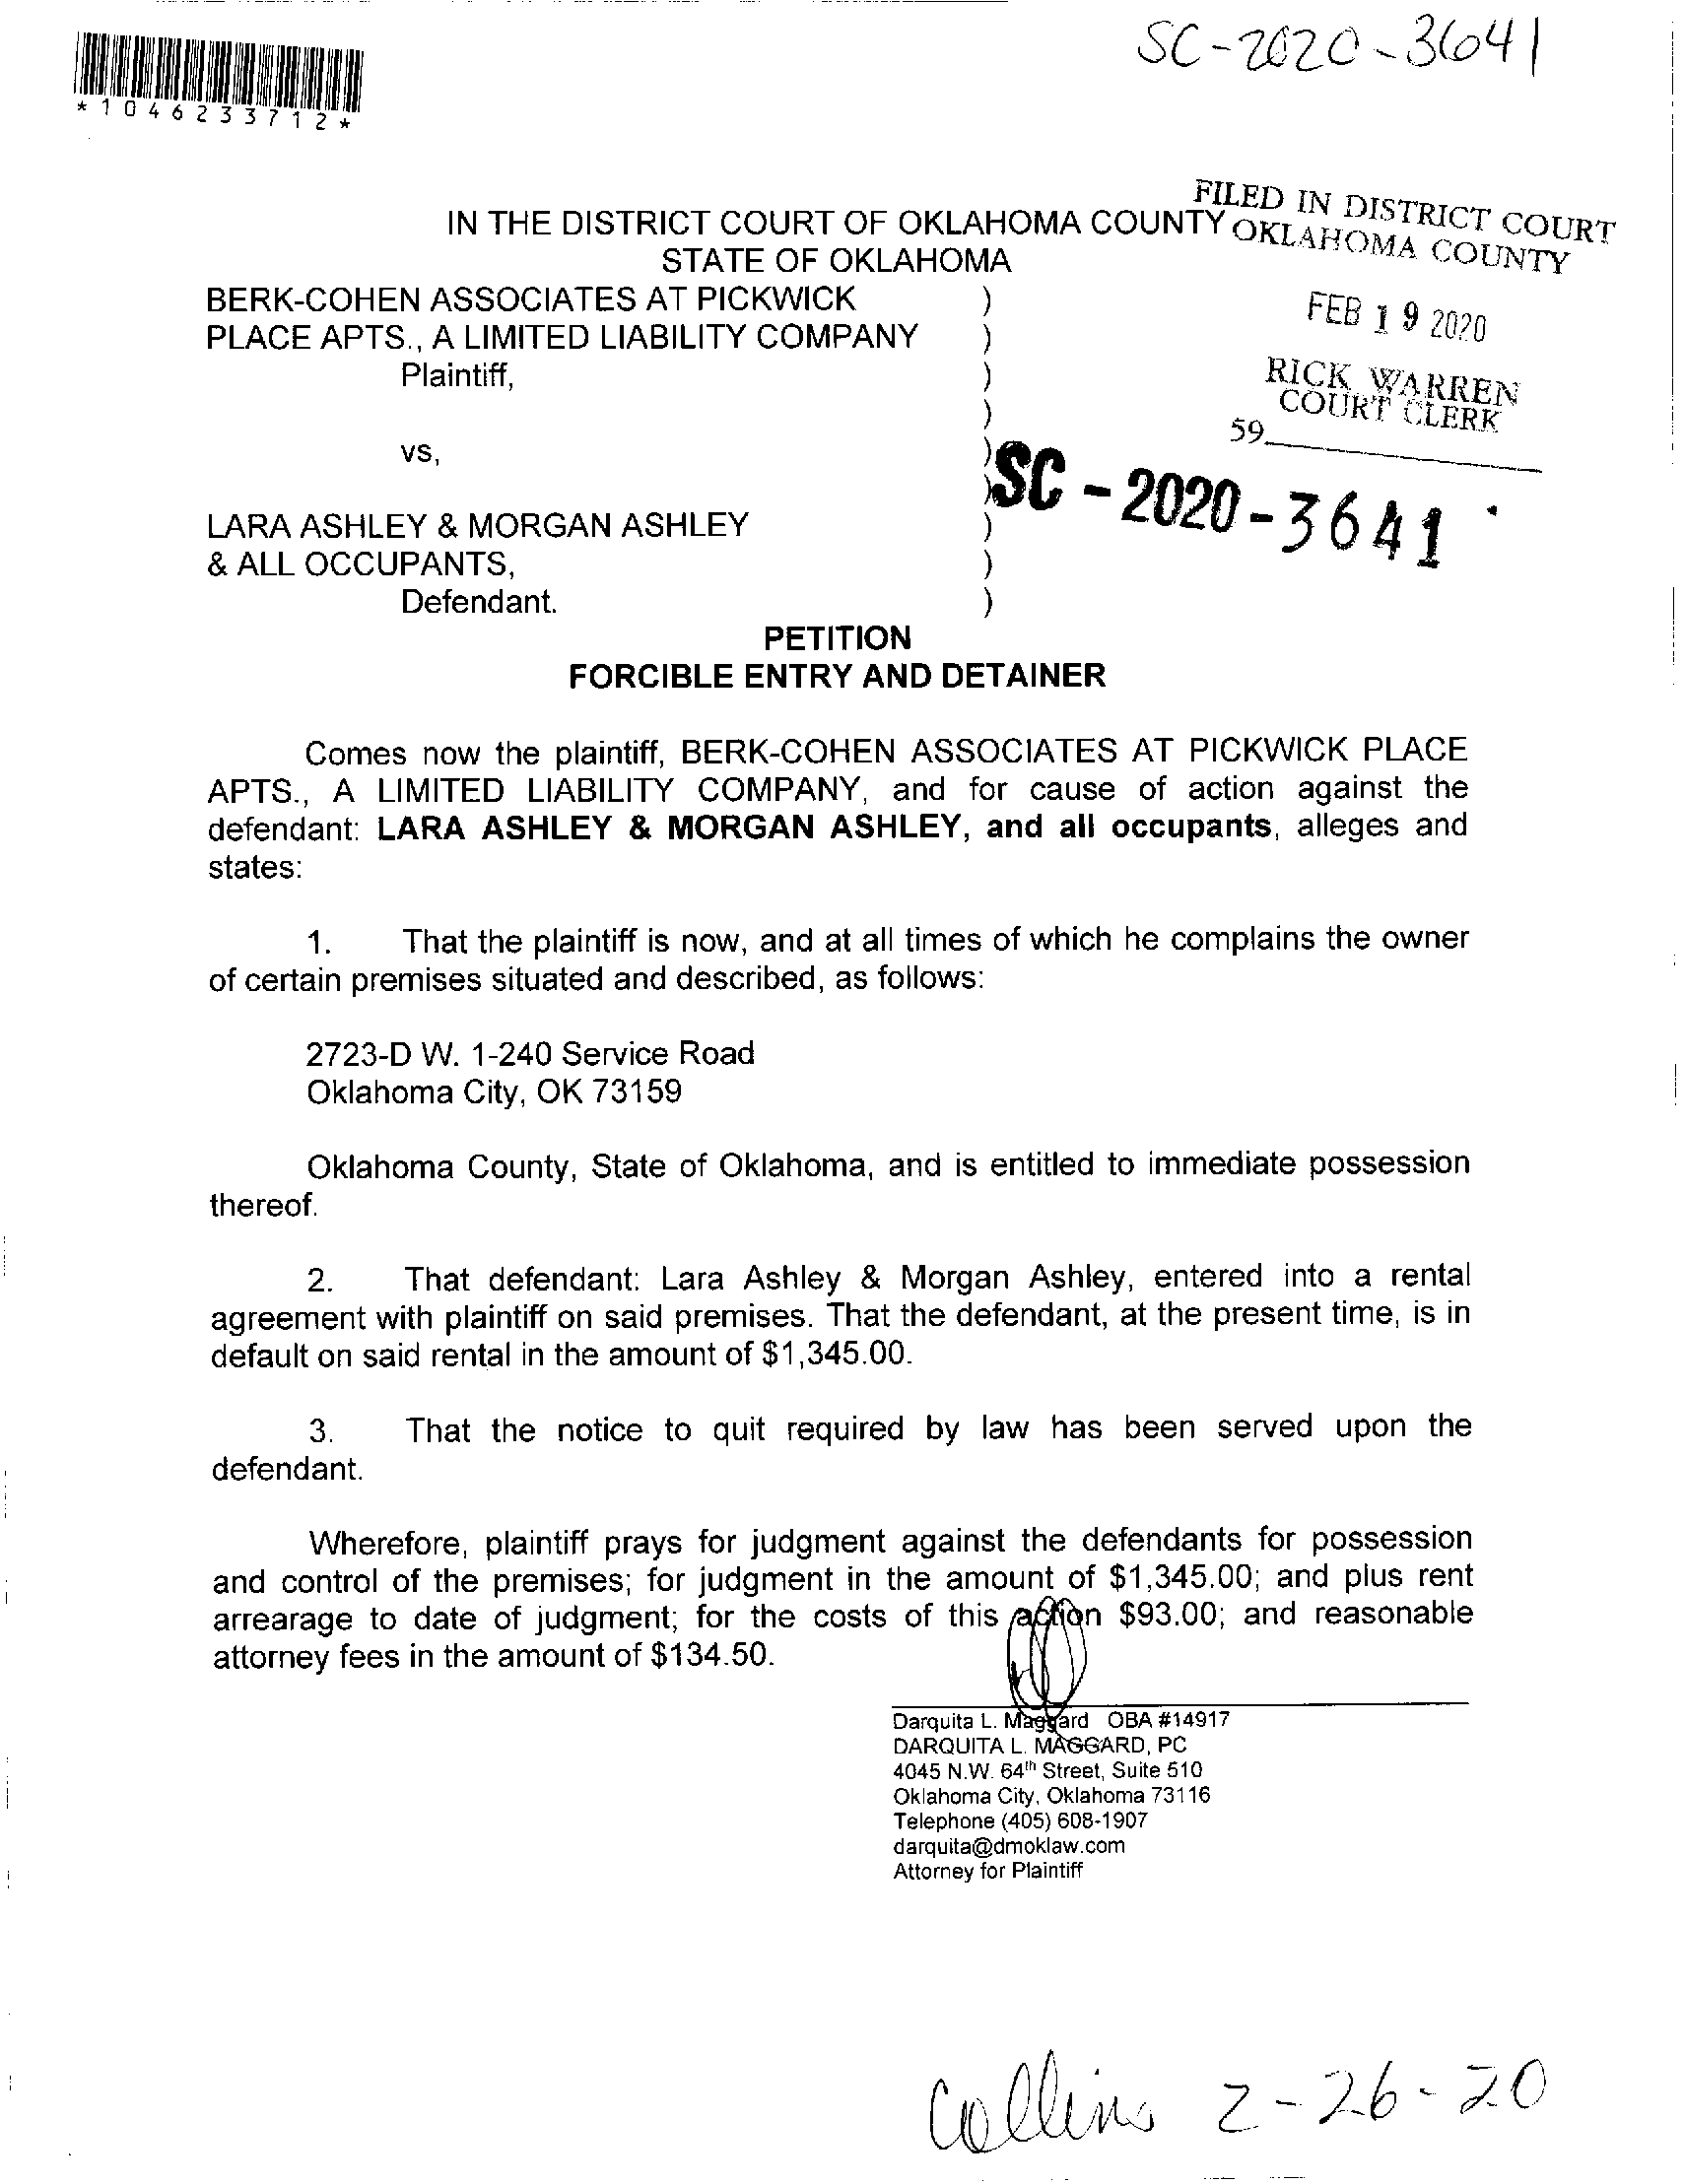 SC-2020-3641
*1046233712*
FILED IN DISTRICT COURT
OKLAHOMA COUNTY
IN THE DISTRICT COURT OF OKLAHOMA COUNTY
STATE OF OKLAHOMA
FEB 19 2020
RICK WARREN
COURT CLERK
59
BERK-COHEN ASSOCIATES AT PICKWICK )
PLACE APTS., A LIMITED LIABILITY COMPANY )
Plaintiff, )
)
vs, )
) SC-2020-3641
LARA ASHLEY & MORGAN ASHLEY )
& ALL OCCUPANTS, )
Defendant. )
PETITION
FORCIBLE ENTRY AND DETAINER
Comes now the plaintiff, BERK-COHEN ASSOCIATES AT PICKWICK PLACE
APTS., A LIMITED LIABILITY COMPANY, and for cause of action against the
defendant: LARA ASHLEY & MORGAN ASHLEY, and all occupants, alleges and
states:
1. That the plaintiff is now, and at all times of which he complains the owner
of certain premises situated and described, as follows:
2723-D W. 1-240 Service Road
Oklahoma City, OK 73159
Oklahoma County, State of Oklahoma, and is entitled to immediate possession
thereof.
2. That defendant: Lara Ashley & Morgan Ashley, entered into a rental
agreement with plaintiff on said premises. That the defendant, at the present time, is in
default on said rental in the amount of $1,345.00.
3. That the notice to quit required by law has been served upon the
defendant.
Wherefore, plaintiff prays for judgment against the defendants for possession
and control of the premises; for judgment in the amount of $1,345.00; and plus rent
arrearage to date of judgment; for the costs of this action $93.00; and reasonable
attorney fees in the amount of $134.50.
Darquita L. Maggard OBA #14917
DARQUITA L. MAGGARD, PC
4045 N.W. 64th Street, Suite 510
Oklahoma City, Oklahoma 73116
Telephone (405) 608-1907
darquita@dmoklaw.com
Attorney for Plaintiff
Collins 2-26-20